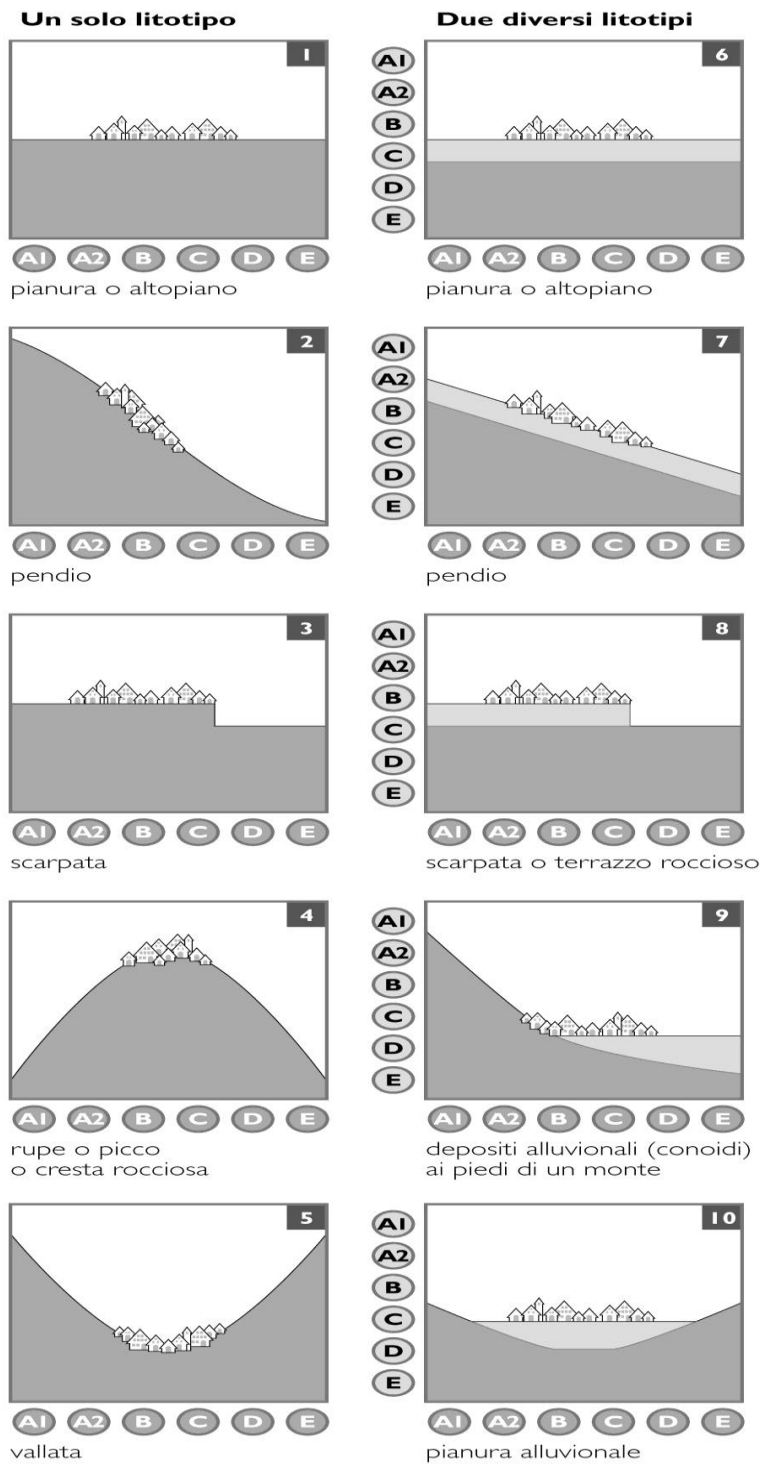 Un solo litotipo
Due diversi litotipi
1
A1 A2 B C D E
pianura o altopiano
A1
A2
B
C
D
E
6
A1 A2 B C D E
pianura o altopiano
2
A1 A2 B C D E
pendio
A1
A2
B
C
D
E
7
A1 A2 B C D E
pendio
3
A1 A2 B C D E
scarpata
A1
A2
B
C
D
E
8
A1 A2 B C D E
scarpata o terrazzo roccioso
4
A1 A2 B C D E
rupe o picco
o cresta rocciosa
A1
A2
B
C
D
E
9
A1 A2 B C D E
depositi alluvionali (conoidi)
ai piedi di un monte
5
A1 A2 B C D E
vallata
A1
A2
B
C
D
E
10
A1 A2 B C D E
pianura alluvionale